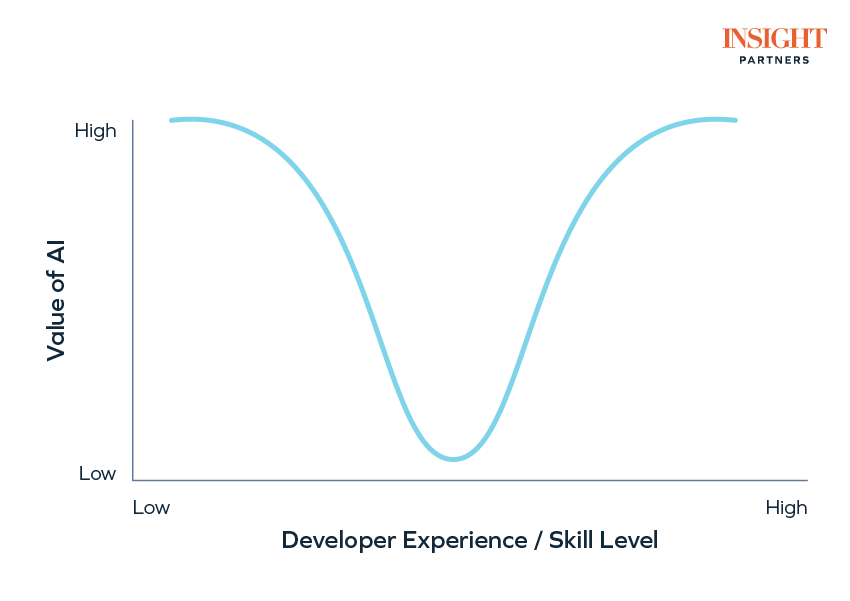 INSIGHT
PARTNERS
High
Value of AI
Low
Low
High
Developer Experience / Skill Level